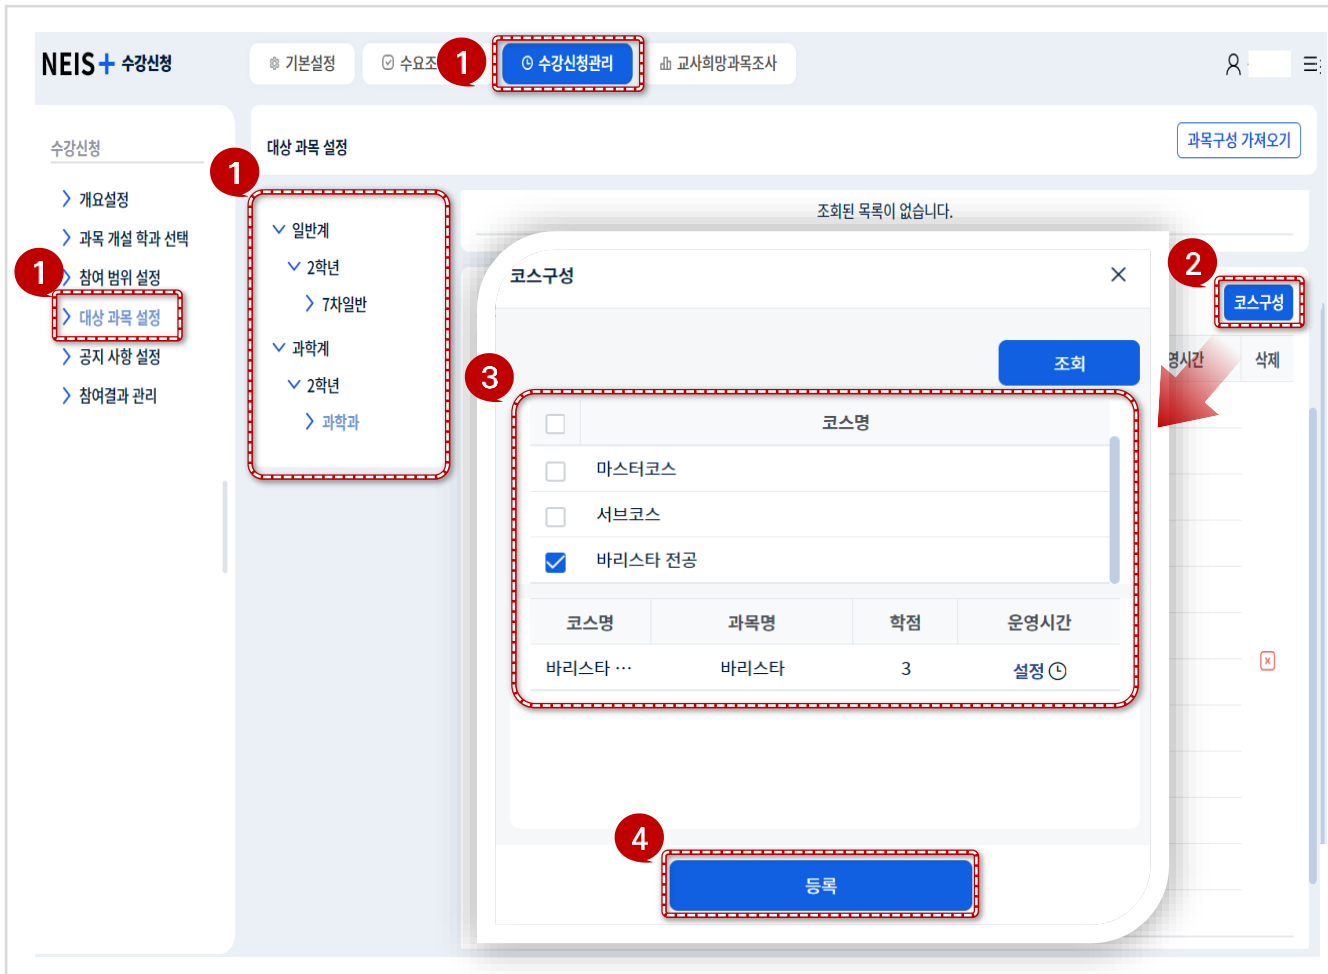 NEIS+ 수강신청
기본설정
수요조
1
수강신청관리
교사희망과목조사
수강신청
개요설정
과목 개설 학과 선택
참여 범위 설정
1
대상 과목 설정
공지 사항 설정
참여결과 관리
대상 과목 설정
과목구성 가져오기
1
일반계
2학년
7차일반
과학계
2학년
과학과
조회된 목록이 없습니다.
2
코스구성
영시간
삭제
코스구성
조회
3
코스명
마스터코스
서브코스
바리스타 전공
코스명 과목명 학점 운영시간
바리스타 ··· 바리스타 3 설정
x
4
등록